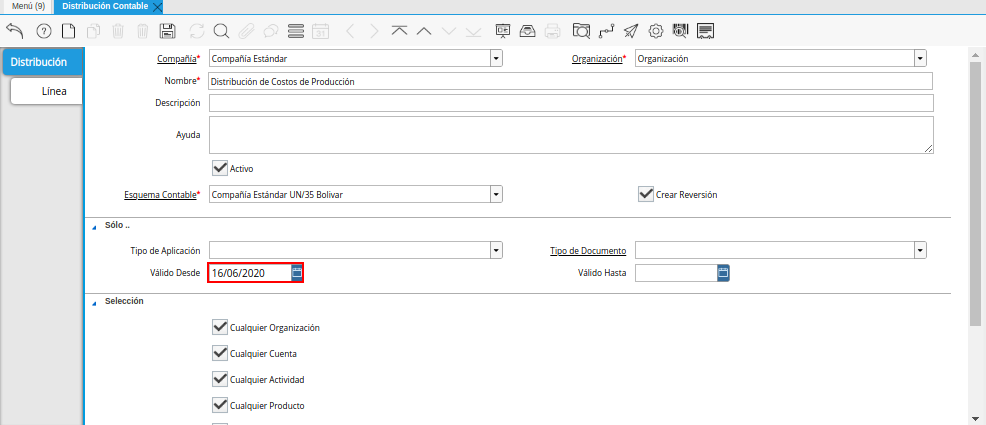 Menú (9) Distribución Contable
Distribución
Línea
Compañía* Compañía Estándar Organización* Organización
Nombre* Distribución de Costos de Producción
Descripción
Ayuda
Activo
Esquema Contable* Compañía Estándar UN/35 Bolivar Crear Reversión
Sólo ..
Tipo de Aplicación Tipo de Documento
Válido Desde 16/06/2020 Válido Hasta
Selección
Cualquier Organización
Cualquier Cuenta
Cualquier Actividad
Cualquier Producto